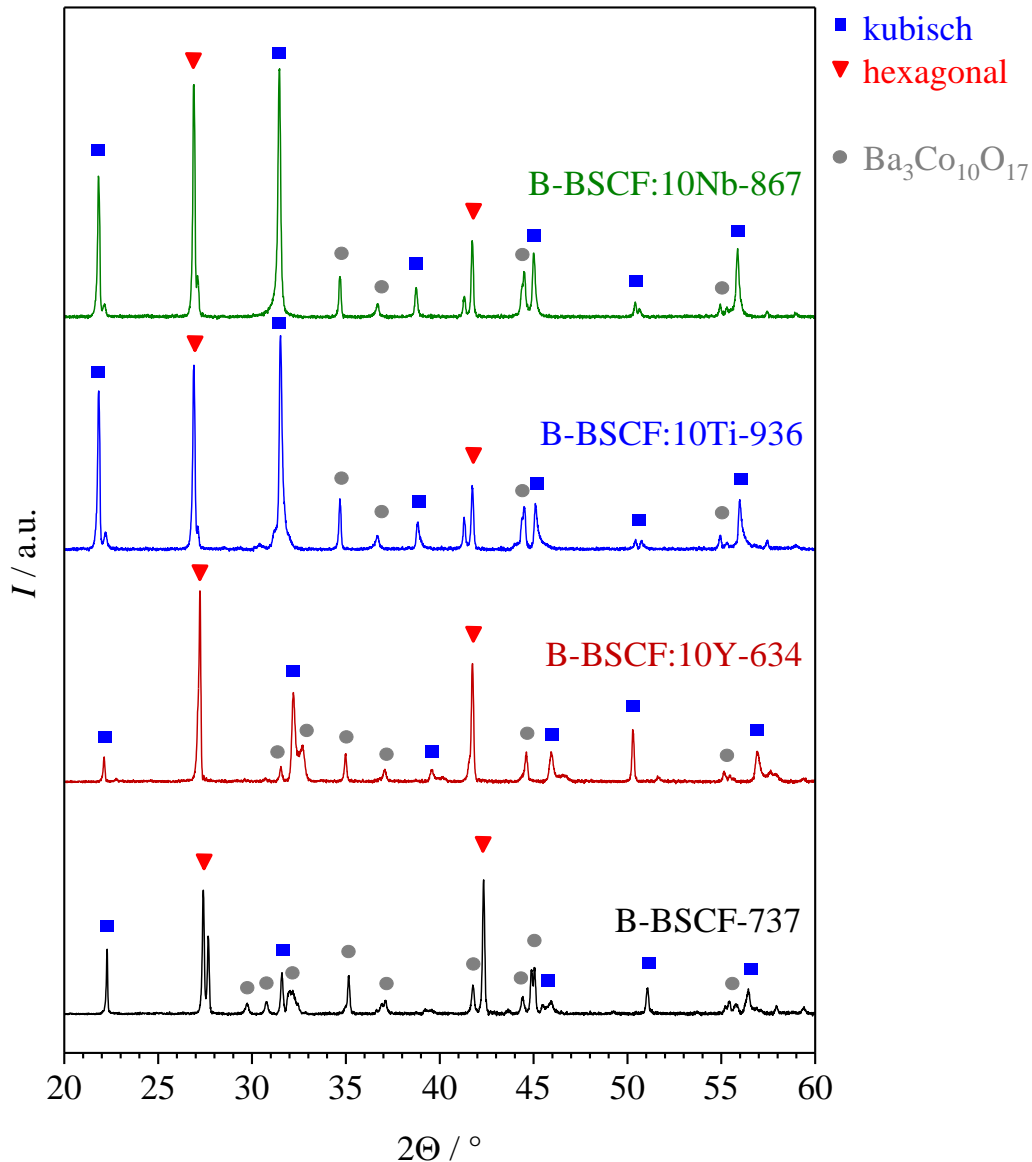 kubisch
hexagonal
Ba₃Co₁₀O₁₇
B-BSCF:10Nb-867
B-BSCF:10Ti-936
B-BSCF:10Y-634
B-BSCF-737
I / a.u.
20 25 30 35 40 45 50 55 60
2Θ / °